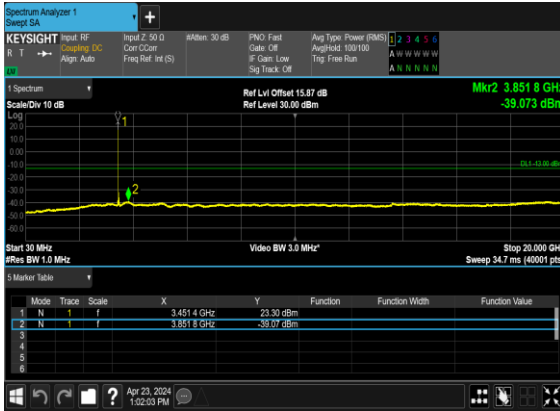 Spectrum Analyzer 1
Swept SA
+
KEYSIGHT Input: RF Input Z: 50 Ω #Atten: 30 dB PNO: Fast Avg Type: Power (RMS) 1 2 3 4 5 6
R T Coupling: DC Corr CCorr Gate: Off Avg|Hold: 100/100 A W W W W W
Align: Auto Freq Ref: Int (S) IF Gain: Low Trig: Free Run
Sig Track: Off A N N N N N
1 Spectrum Ref Lvl Offset 15.87 dB Mkr2 3.851 8 GHz
Scale/Div 10 dB Ref Level 30.00 dBm -39.073 dBm
Log
1
20.0
10.0
0.00
-10.0
DL1 -13.00 dBm
-20.0
-30.0
2
-40.0
-50.0
-60.0
Start 30 MHz Video BW 3.0 MHz* Stop 20.000 GHz
#Res BW 1.0 MHz Sweep 34.7 ms (40001 pts)
5 Marker Table
Mode Trace Scale X Y Function Function Width Function Value
1 N 1 f 3.451 4 GHz 23.30 dBm
2 N 1 f 3.851 8 GHz -39.07 dBm
3
4
5
6
? Apr 23, 2024
1:02:03 PM